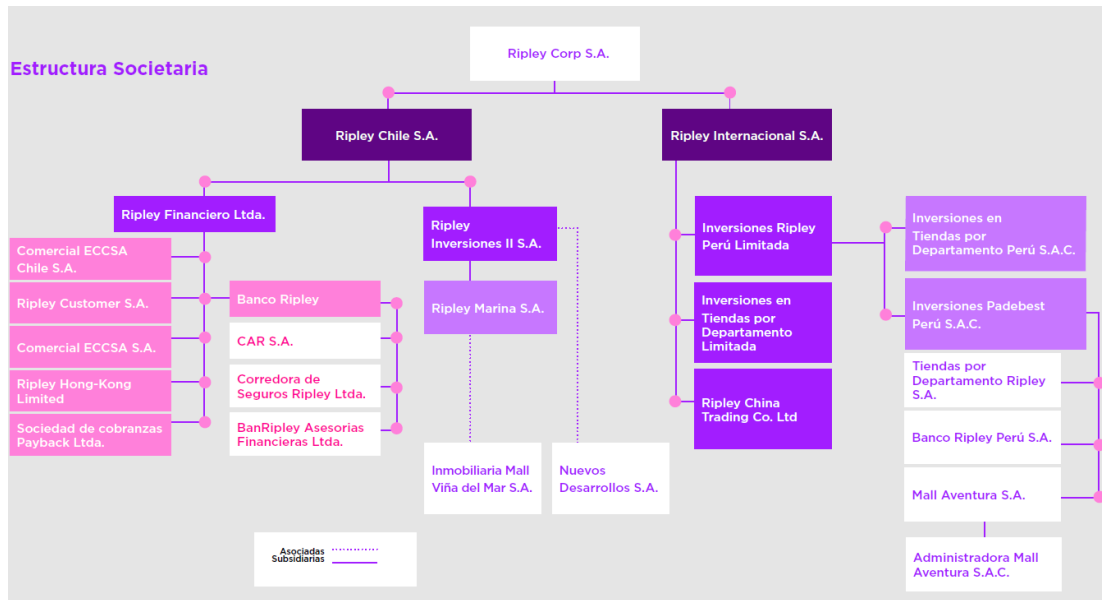 Estructura Societaria
Ripley Corp S.A.
Ripley Chile S.A.
Ripley Internacional S.A.
Ripley Financiero Ltda.
Comercial ECCSA
Chile S.A.
Ripley Customer S.A.
Comercial ECCSA S.A.
Ripley Hong-Kong
Limited
Sociedad de cobranzas
Payback Ltda.
Banco Ripley
CAR S.A.
Corredora de
Seguros Ripley Ltda.
BanRipley Asesorias
Financieras Ltda.
Ripley
Inversiones II S.A.
Ripley Marina S.A.
Inmobiliaria Mall
Viña del Mar S.A.
Nuevos
Desarrollos S.A.
Inversiones Ripley
Perú Limitada
Inversiones en
Tiendas por
Departamento
Limitada
Ripley China
Trading Co. Ltd
Inversiones en
Tiendas por
Departamento Perú S.A.C.
Inversiones Padebest
Perú S.A.C.
Tiendas por
Departamento Ripley
S.A.
Banco Ripley Perú S.A.
Mall Aventura S.A.
Administradora Mall
Aventura S.A.C.
Asociadas
Subsidiarias